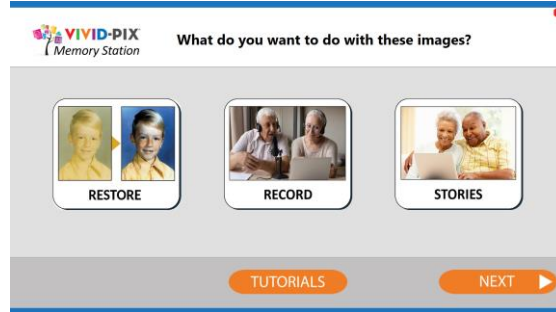 VIVID-PIX
Memory Station
What do you want to do with these images?
RESTORE
RECORD
STORIES
TUTORIALS
NEXT